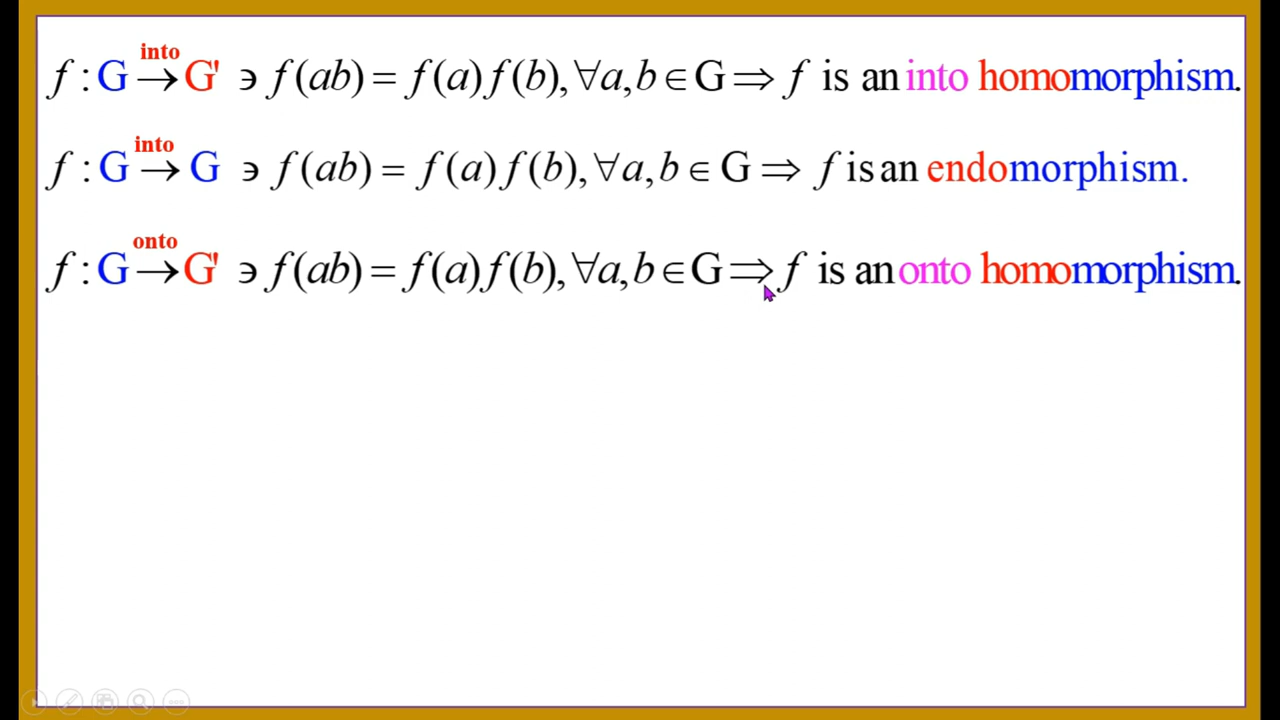 f : G into→ G' ∍ f(ab) = f(a) f(b), ∀a, b ∈ G ⇒ f is an into homomorphism.
f : G into→ G ∍ f(ab) = f(a) f(b), ∀a, b ∈ G ⇒ f is an endomorphism.
f : G onto→ G' ∍ f(ab) = f(a) f(b), ∀a, b ∈ G ⇒ f is an onto homomorphism.